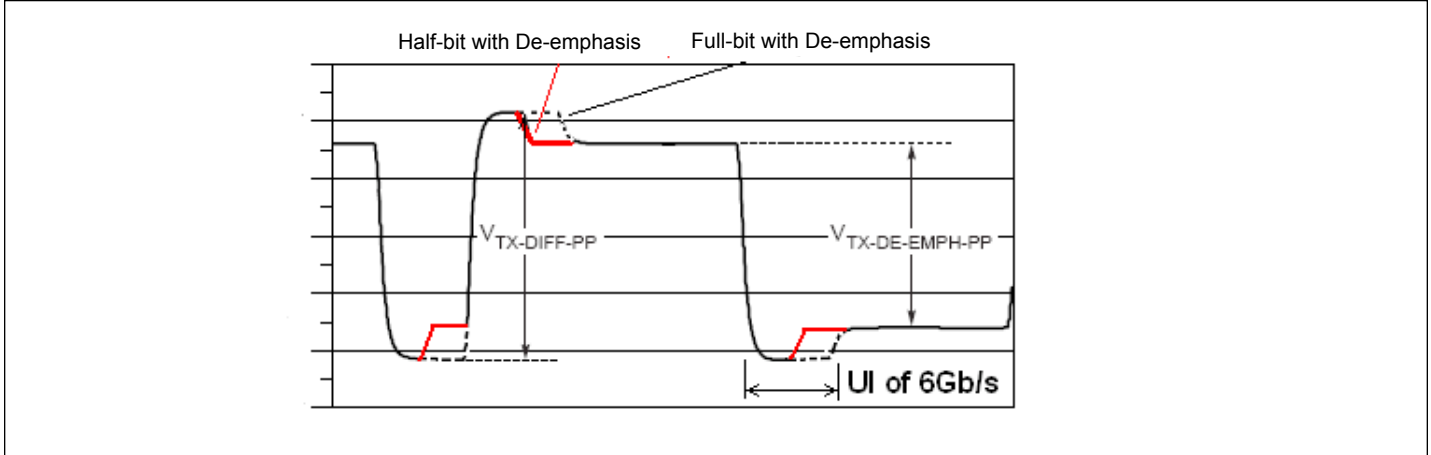 Half-bit with De-emphasis
Full-bit with De-emphasis
VTX-DIFF-PP
VTX-DE-EMPH-PP
UI of 6Gb/s